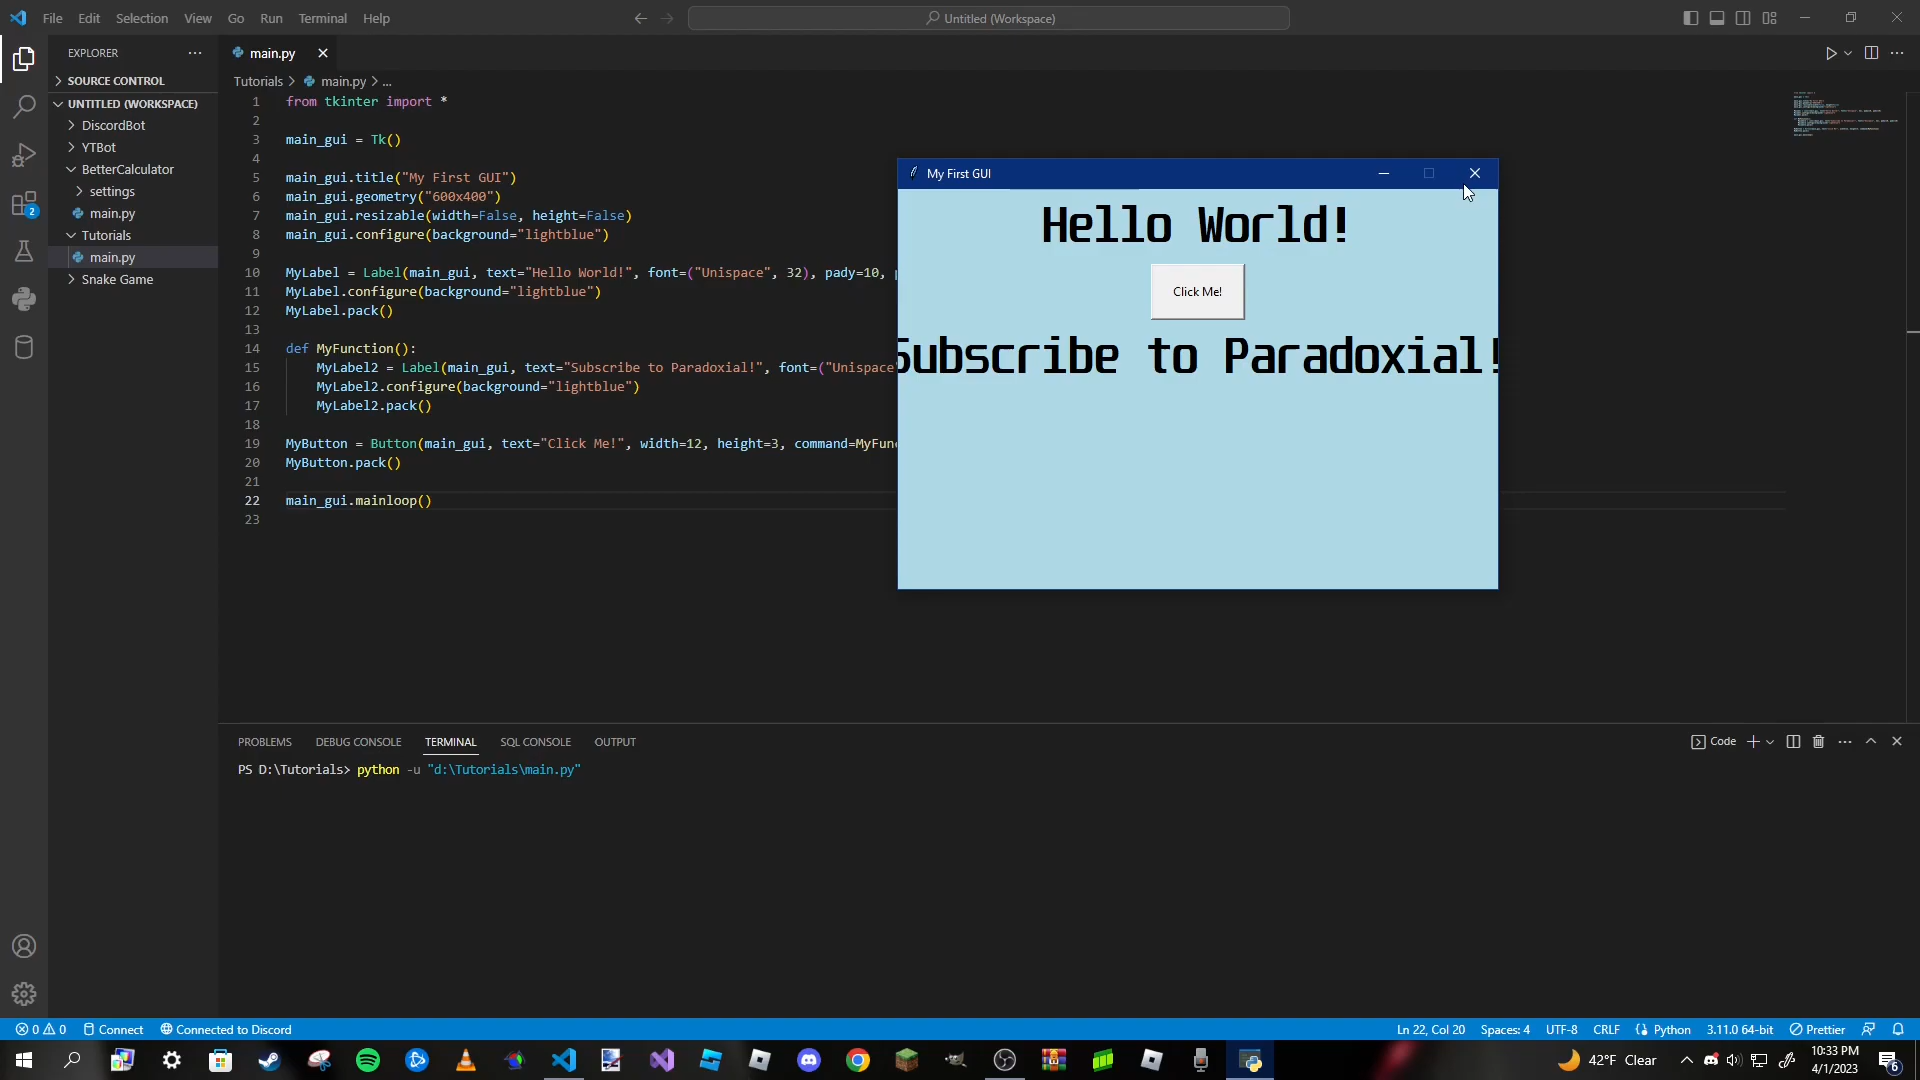 File Edit Selection View Go Run Terminal Help
Untitled (Workspace)
EXPLORER
SOURCE CONTROL
UNTITLED (WORKSPACE)
DiscordBot
YTBot
BetterCalculator
settings
main.py
Tutorials
main.py
Snake Game
2
main.py
Tutorials > main.py > ...
1 from tkinter import *
2
3 main_gui = Tk()
4
5 main_gui.title("My First GUI")
6 main_gui.geometry("600x400")
7 main_gui.resizable(width=False, height=False)
8 main_gui.configure(background="lightblue")
9
10 MyLabel = Label(main_gui, text="Hello World!", font=("Unispace", 32), pady=10,
11 MyLabel.configure(background="lightblue")
12 MyLabel.pack()
13
14 def MyFunction():
15 MyLabel2 = Label(main_gui, text="Subscribe to Paradoxial!", font=("Unispace"
16 MyLabel2.configure(background="lightblue")
17 MyLabel2.pack()
18
19 MyButton = Button(main_gui, text="Click Me!", width=12, height=3, command=MyFun
20 MyButton.pack()
21
22 main_gui.mainloop()
23
My First GUI
Hello World!
Click Me!
Subscribe to Paradoxial!
PROBLEMS DEBUG CONSOLE TERMINAL SQL CONSOLE OUTPUT
Code
PS D:\Tutorials> python -u "d:\Tutorials\main.py"
0 0 Connect Connected to Discord
Ln 22, Col 20 Spaces: 4 UTF-8 CRLF Python 3.11.0 64-bit Prettier
42°F Clear
10:33 PM
4/1/2023
6